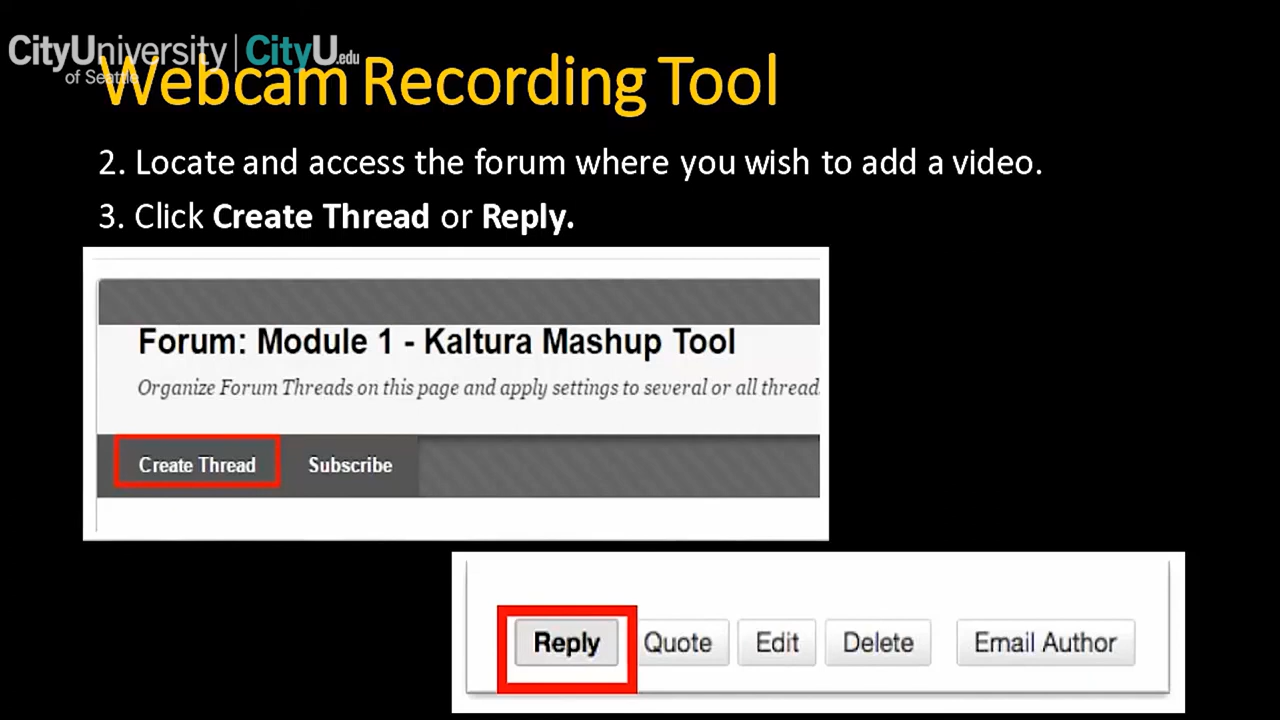 CityUniversity | CityU.edu
of Seattle
Webcam Recording Tool
2. Locate and access the forum where you wish to add a video.
3. Click Create Thread or Reply.
Forum: Module 1 - Kaltura Mashup Tool
Organize Forum Threads on this page and apply settings to several or all thread
Create Thread Subscribe
Reply Quote Edit Delete Email Author